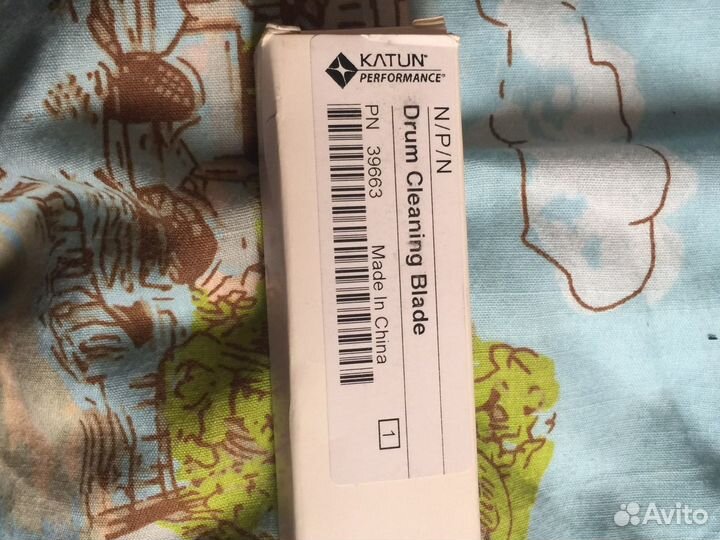 KATUN®
PERFORMANCE®
N/P/N
Drum Cleaning Blade
PN 39663 Made In China
1
Avito